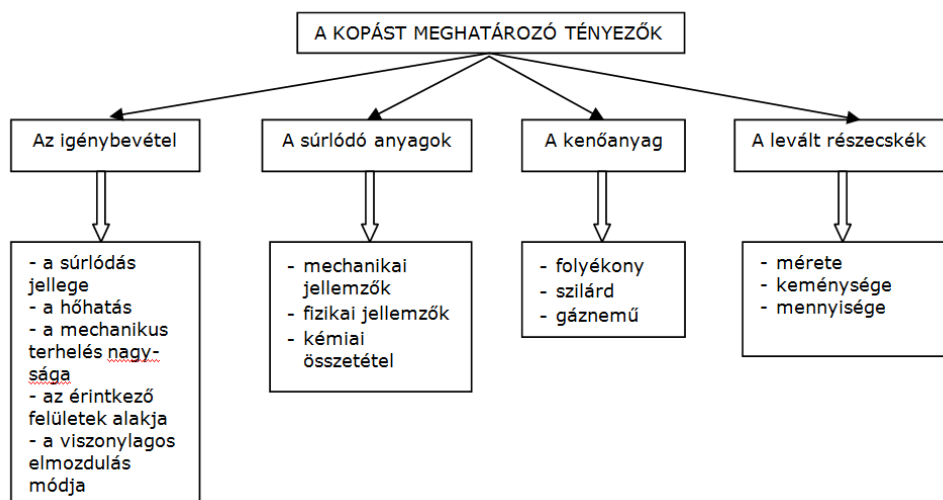 A KOPÁST MEGHATÁROZÓ TÉNYEZŐK
Az igénybevétel
A súrlódó anyagok
A kenőanyag
A levált részecskék
- a súrlódás
jellege
- a hőhatás
- a mechanikus
terhelés nagy-
sága
- az érintkező
felületek alakja
- a viszonylagos
elmozdulás
módja
- mechanikai
jellemzők
- fizikai jellemzők
- kémiai
összetétel
- folyékony
- szilárd
- gáznemű
- mérete
- keménysége
- mennyisége